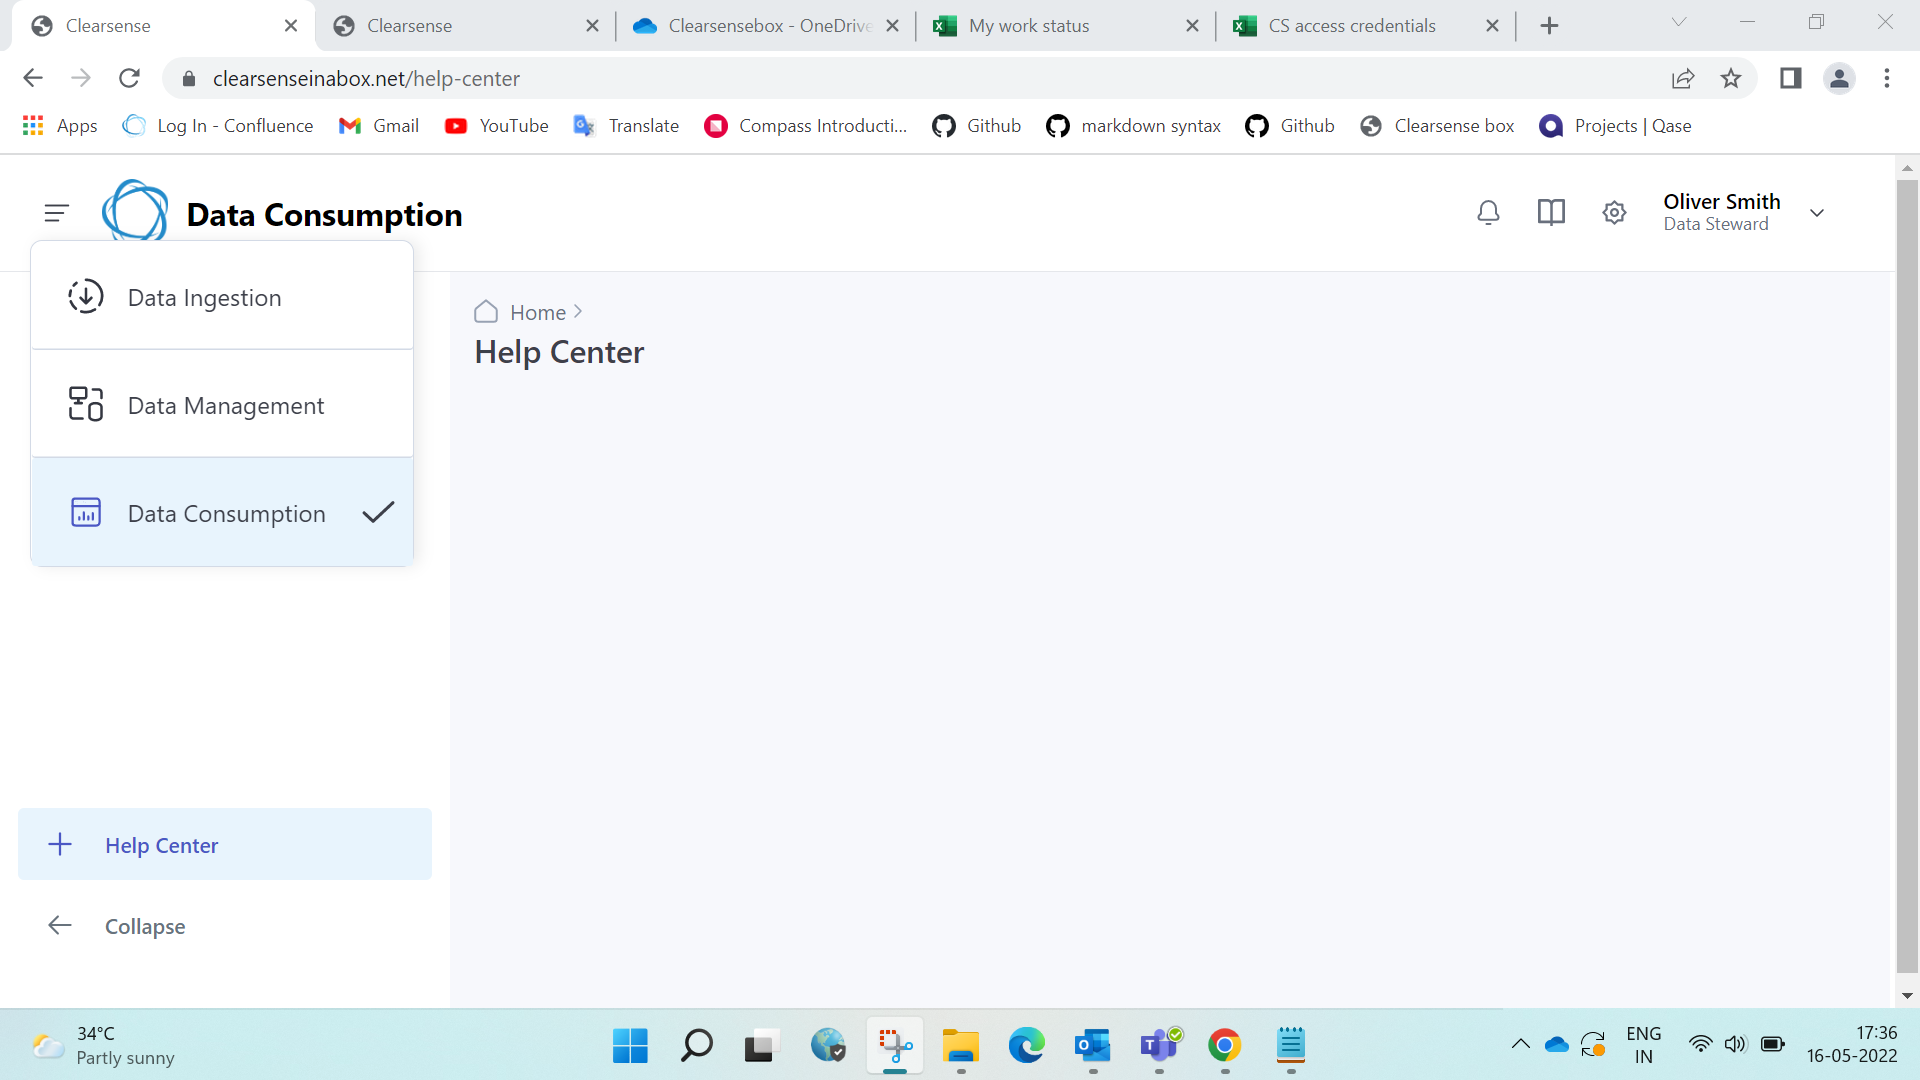 Clearsense
Clearsense
Clearsensebox - OneDrive
My work status
CS access credentials
clearsenseinabox.net/help-center
Apps
Log In - Confluence
Gmail
YouTube
Translate
Compass Introducti...
Github
markdown syntax
Github
Clearsense box
Projects | Qase
Data Consumption
Oliver Smith
Data Steward
Data Ingestion
Data Management
Data Consumption
Home
Help Center
Help Center
Collapse
34°C
Partly sunny
ENG
IN
17:36
16-05-2022